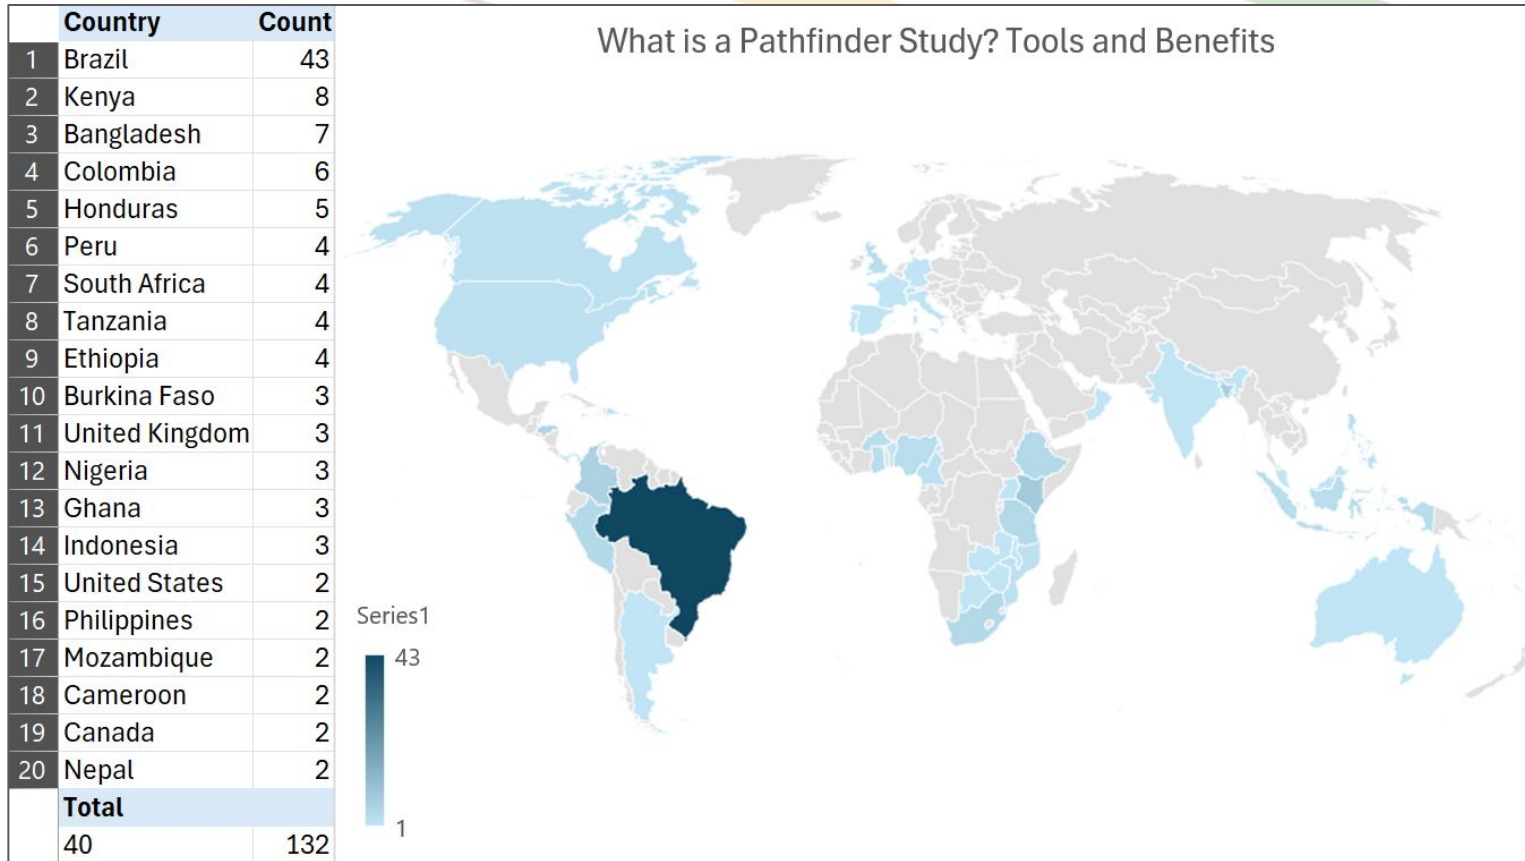 Country Count
1 Brazil 43
2 Kenya 8
3 Bangladesh 7
4 Colombia 6
5 Honduras 5
6 Peru 4
7 South Africa 4
8 Tanzania 4
9 Ethiopia 4
10 Burkina Faso 3
11 United Kingdom 3
12 Nigeria 3
13 Ghana 3
14 Indonesia 3
15 United States 2
16 Philippines 2
17 Mozambique 2
18 Cameroon 2
19 Canada 2
20 Nepal 2
Total
40 132
What is a Pathfinder Study? Tools and Benefits
Series1
43
1